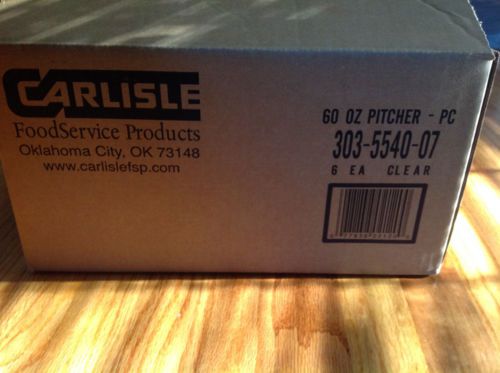 CARLISLE
FoodService Products
Oklahoma City, OK 73148
www.carlislefsp.com
60 OZ PITCHER - PC
303-5540-07
6 EA CLEAR